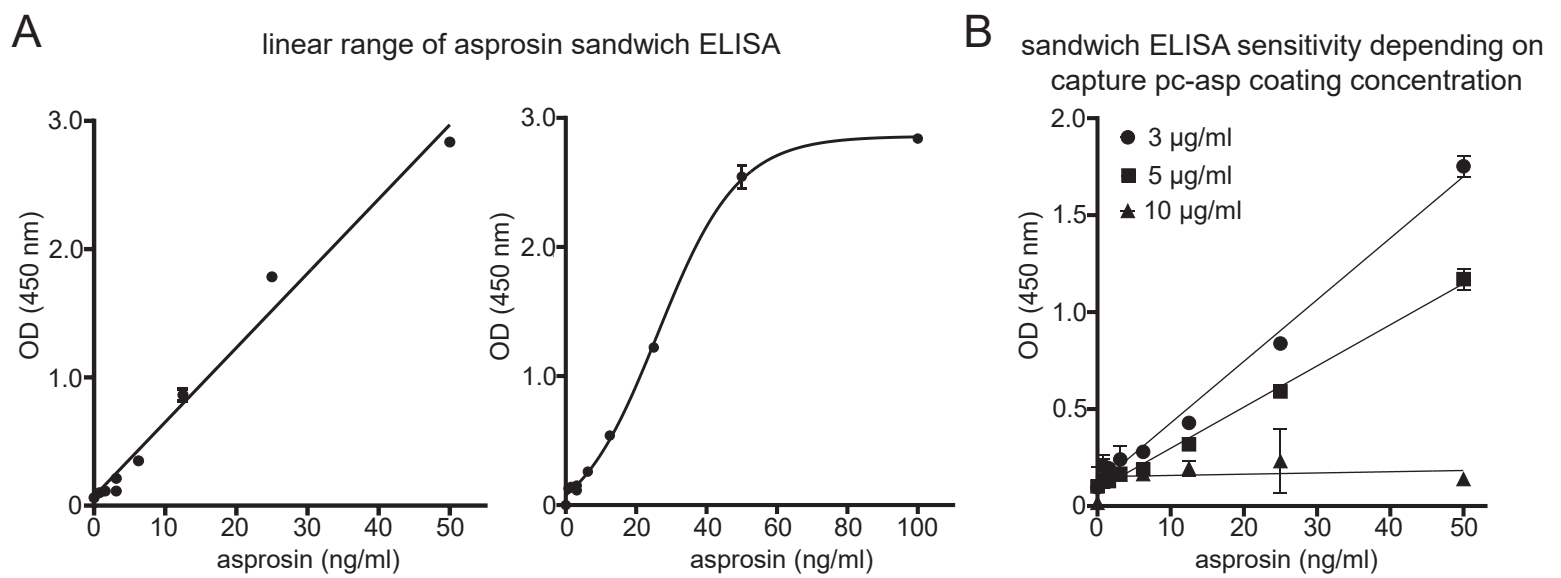 A
linear range of asprosin sandwich ELISA
3.0
2.0
1.0
0
OD (450 nm)
0 10 20 30 40 50
asprosin (ng/ml)
3.0
2.0
1.0
0
OD (450 nm)
0 20 40 60 80 100
asprosin (ng/ml)
B
sandwich ELISA sensitivity depending on
capture pc-asp coating concentration
2.0
1.5
1.0
0.5
0
OD (450 nm)
3 µg/ml
5 µg/ml
10 µg/ml
0 10 20 30 40 50
asprosin (ng/ml)